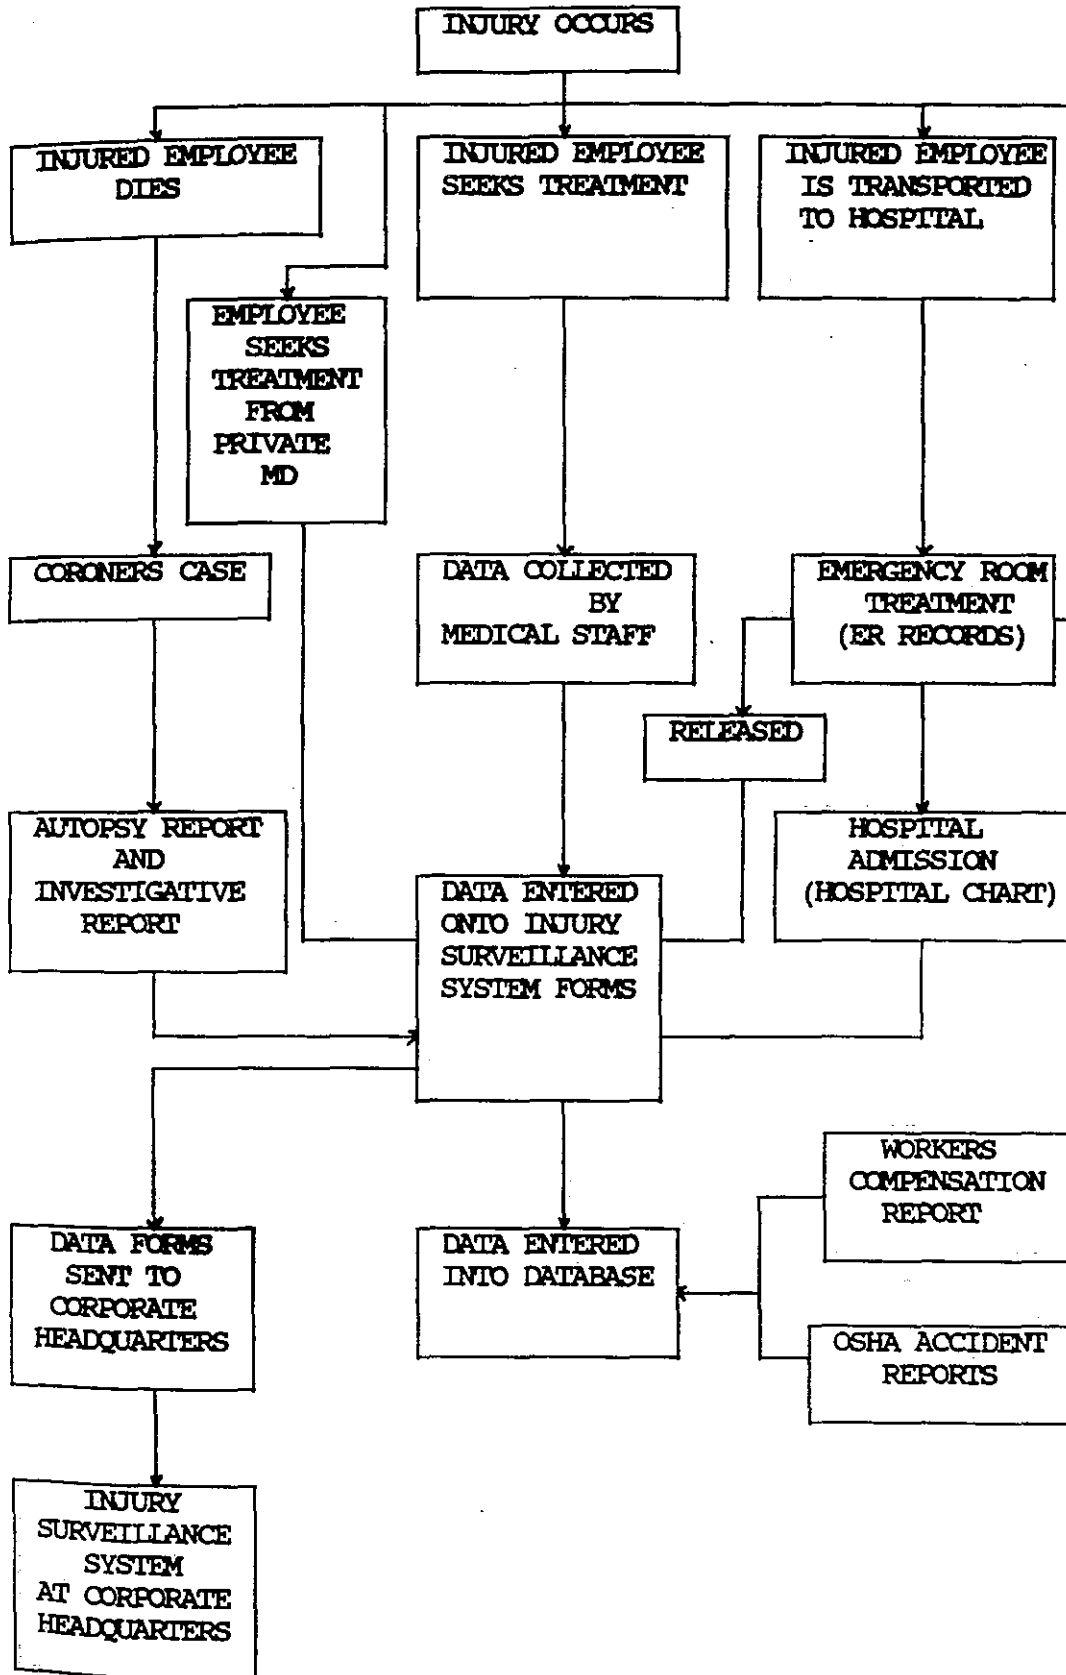 INJURY OCCURS
INJURED EMPLOYEE
DIES
INJURED EMPLOYEE
SEEKS TREATMENT
INJURED EMPLOYEE
IS TRANSPORTED
TO HOSPITAL
EMPLOYEE
SEEKS
TREATMENT
FROM
PRIVATE
MD
CORONERS CASE
DATA COLLECTED
BY
MEDICAL STAFF
EMERGENCY ROOM
TREATMENT
(ER RECORDS)
RELEASED
AUTOPSY REPORT
AND
INVESTIGATIVE
REPORT
HOSPITAL
ADMISSION
(HOSPITAL CHART)
DATA ENTERED
ONTO INJURY
SURVEILLANCE
SYSTEM FORMS
WORKERS
COMPENSATION
REPORT
DATA FORMS
SENT TO
CORPORATE
HEADQUARTERS
DATA ENTERED
INTO DATABASE
OSHA ACCIDENT
REPORTS
INJURY
SURVEILLANCE
SYSTEM
AT CORPORATE
HEADQUARTERS